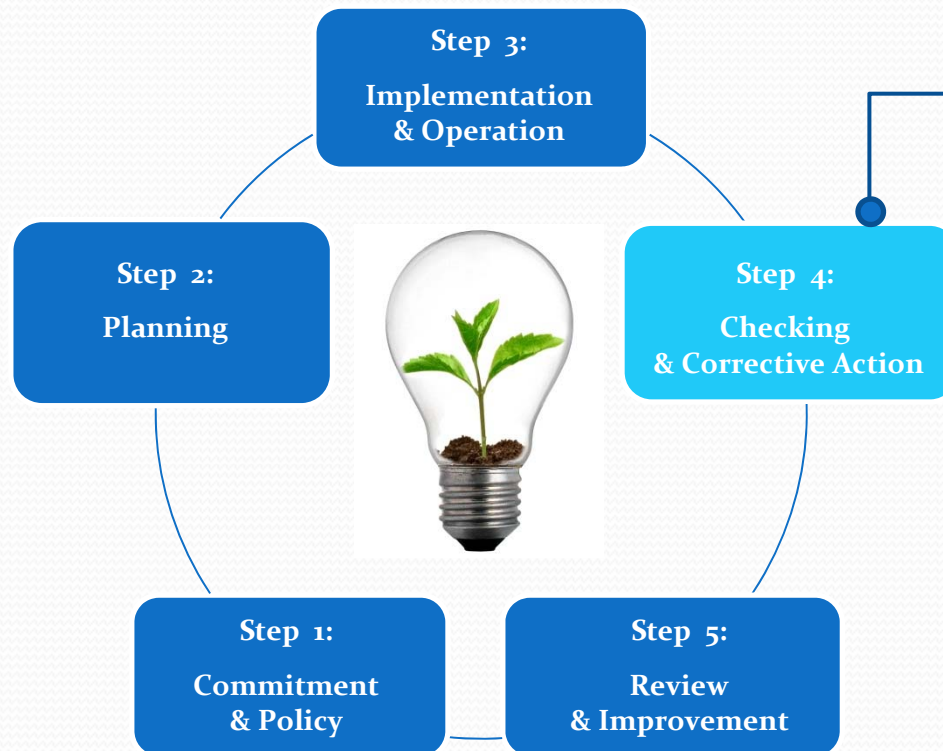 Step 3:
Implementation
& Operation
Step 2:
Planning
Step 4:
Checking
& Corrective Action
Step 1:
Commitment
& Policy
Step 5:
Review
& Improvement